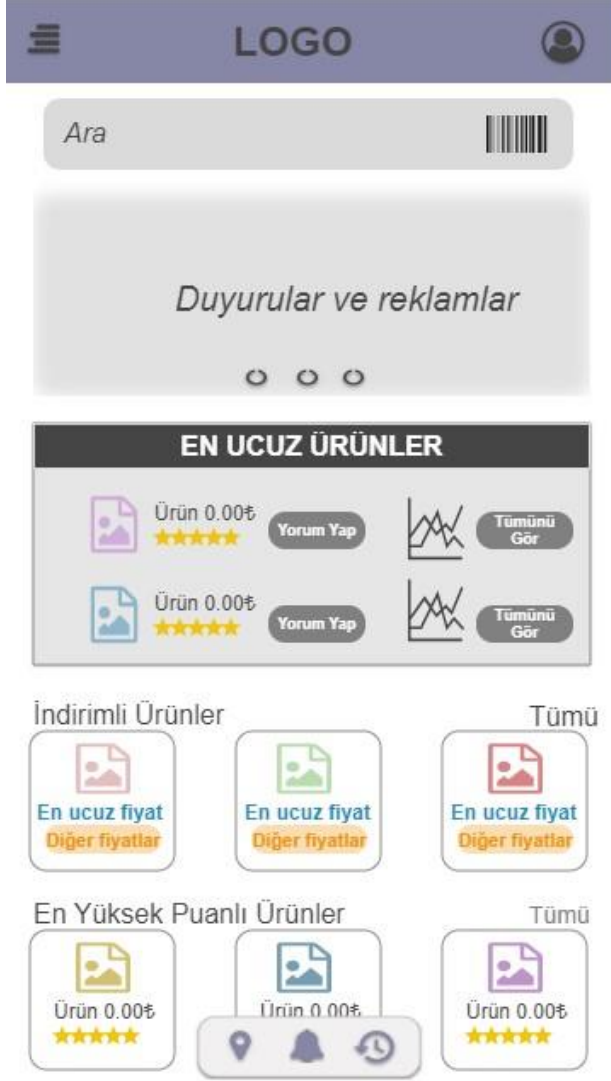 LOGO
Ara
Duyurular ve reklamlar
EN UCUZ ÜRÜNLER
Ürün 0.00₺
Yorum Yap
Tümünü
Gör
Ürün 0.00₺
Yorum Yap
Tümünü
Gör
İndirimli Ürünler Tümü
En ucuz fiyat En ucuz fiyat En ucuz fiyat
Diğer fiyatlar Diğer fiyatlar Diğer fiyatlar
En Yüksek Puanlı Ürünler Tümü
Ürün 0.00₺ Ürün 0.00₺ Ürün 0.00₺